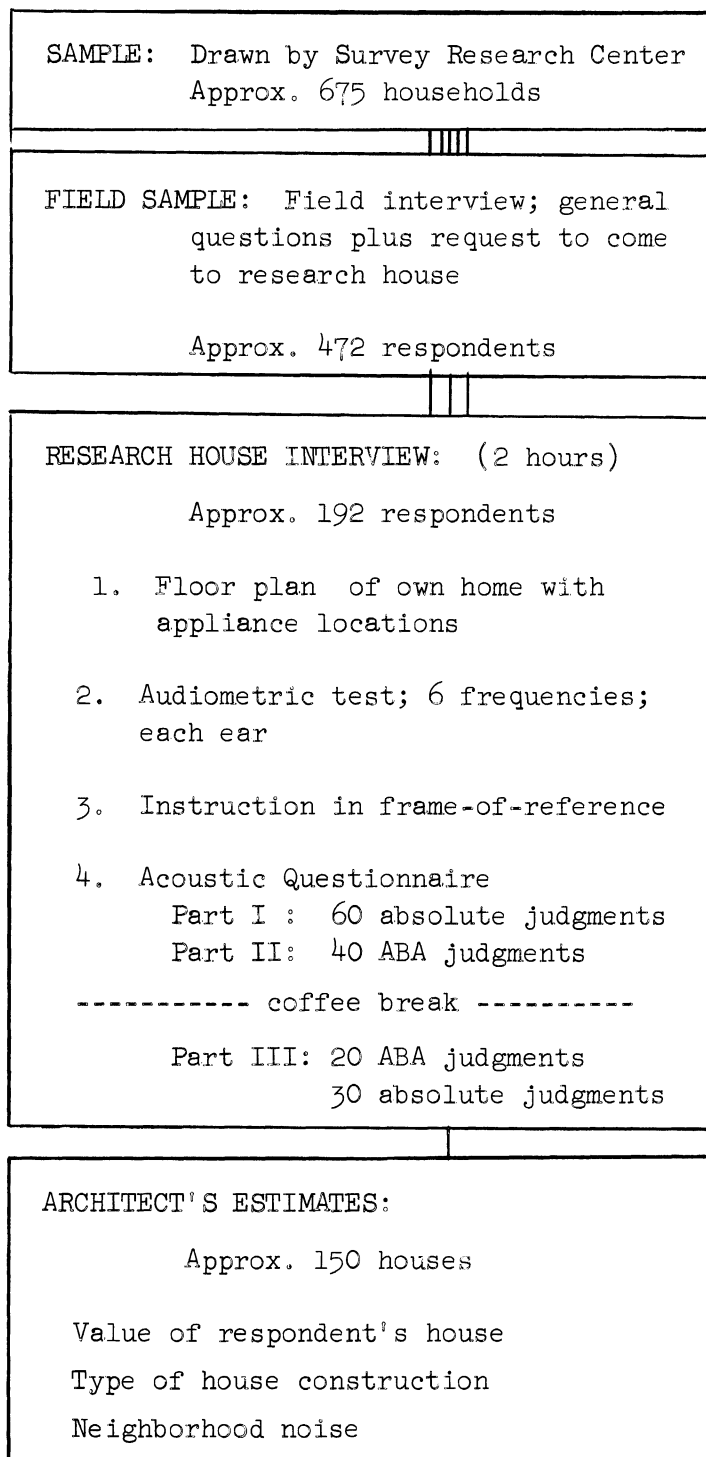 SAMPLE: Drawn by Survey Research Center
Approx. 675 households
FIELD SAMPLE: Field interview; general
questions plus request to come
to research house
Approx. 472 respondents
RESEARCH HOUSE INTERVIEW: (2 hours)
Approx. 192 respondents
1. Floor plan of own home with
appliance locations
2. Audiometric test; 6 frequencies;
each ear
3. Instruction in frame-of-reference
4. Acoustic Questionnaire
Part I : 60 absolute judgments
Part II: 40 ABA judgments
----------- coffee break ----------
Part III: 20 ABA judgments
30 absolute judgments
ARCHITECT'S ESTIMATES:
Approx. 150 houses
Value of respondent's house
Type of house construction
Neighborhood noise